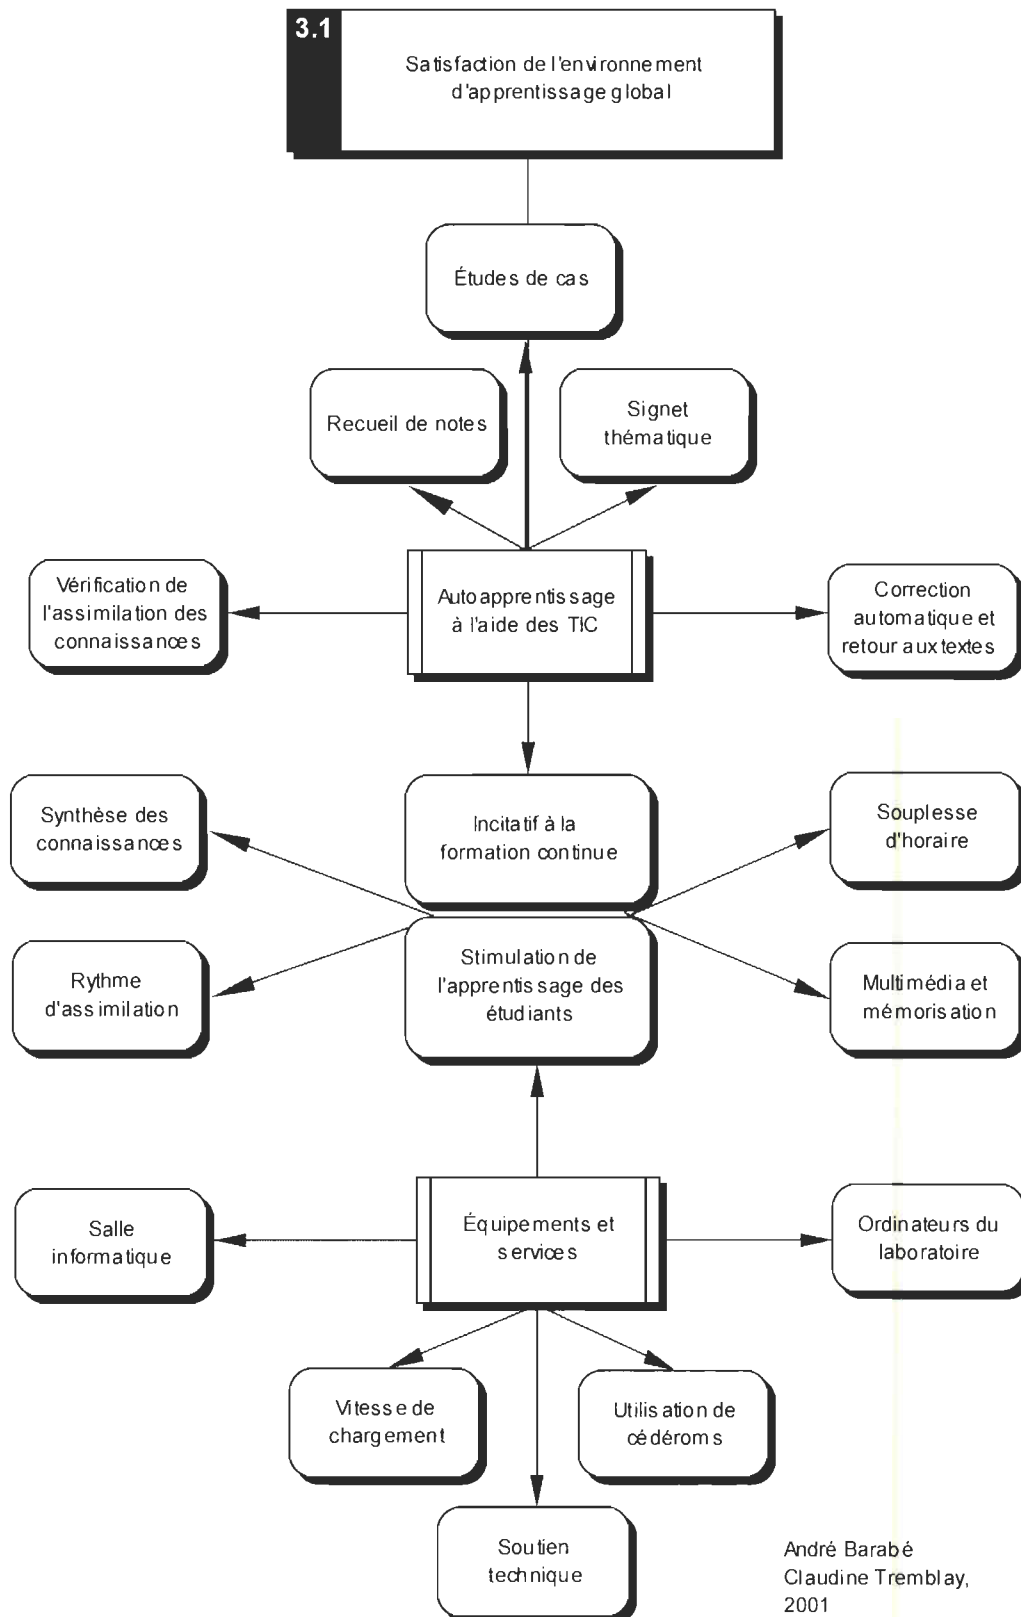 3.1
Satisfaction de l'environnement
d'apprentissage global
Études de cas
Recueil de notes
Signet
thématique
Vérification de
l'assimilation des
connaissances
Autoapprentissage
à l'aide des TIC
Correction
automatique et
retour aux textes
Synthèse des
connaissances
Incitatif à la
formation continue
Souplesse
d'horaire
Rythme
d'assimilation
Stimulation de
l'apprentissage des
étudiants
Multimédia et
mémorisation
Salle
informatique
Équipements et
services
Ordinateurs du
laboratoire
Vitesse de
chargement
Utilisation de
cédéroms
Soutien
technique
André Barabé
Claudine Tremblay,
2001